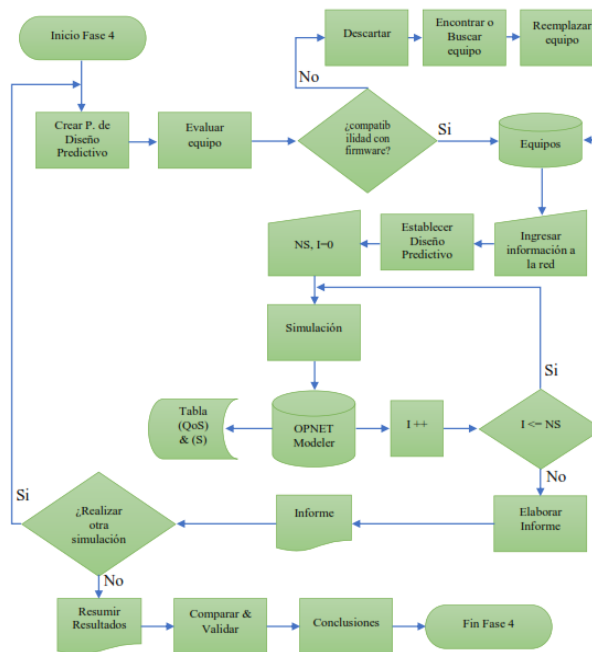 Inicio Fase 4
Descartar
Encontrar o
Buscar
equipo
Reemplazar
equipo
No
Crear P. de
Diseño
Predictivo
Evaluar
equipo
¿compatib
ilidad con
firmware?
Si
Equipos
NS, I=0
Establecer
Diseño
Predictivo
Ingresar
información a
la red
Simulación
Si
Tabla
(QoS)
& (S)
OPNET
Modeler
I ++
I <= NS
No
Si
¿Realizar
otra
simulación
Informe
Elaborar
Informe
No
Resumir
Resultados
Comparar &
Validar
Conclusiones
Fin Fase 4